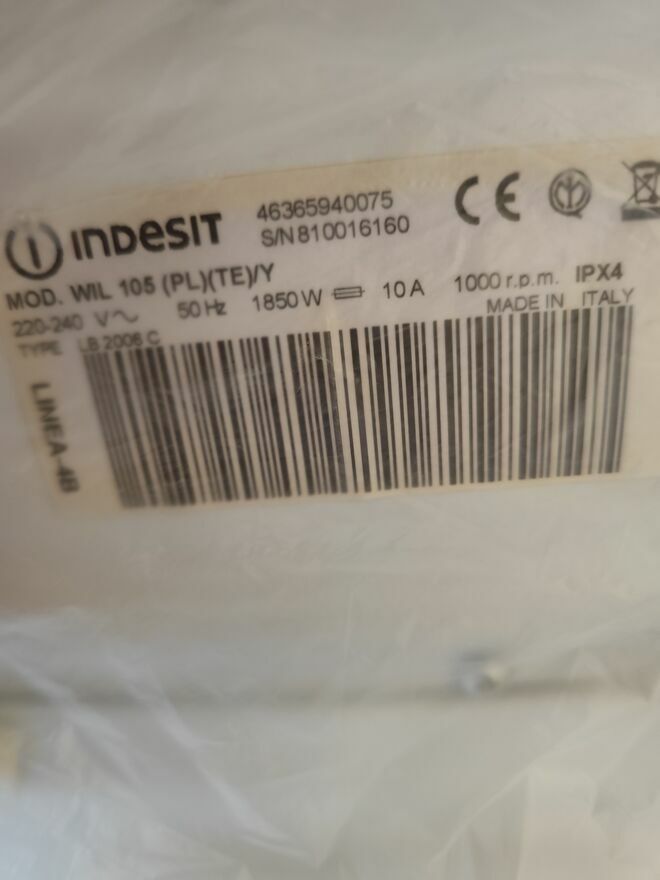 INDESIT 46365940075
S/N 810016160
MOD. WIL 105 (PL)(TE)/Y
220-240 V~ 50 Hz 1850 W 10 A 1000 r.p.m. IPX4
MADE IN ITALY
TYPE LB 2006 C
LINEA-4B